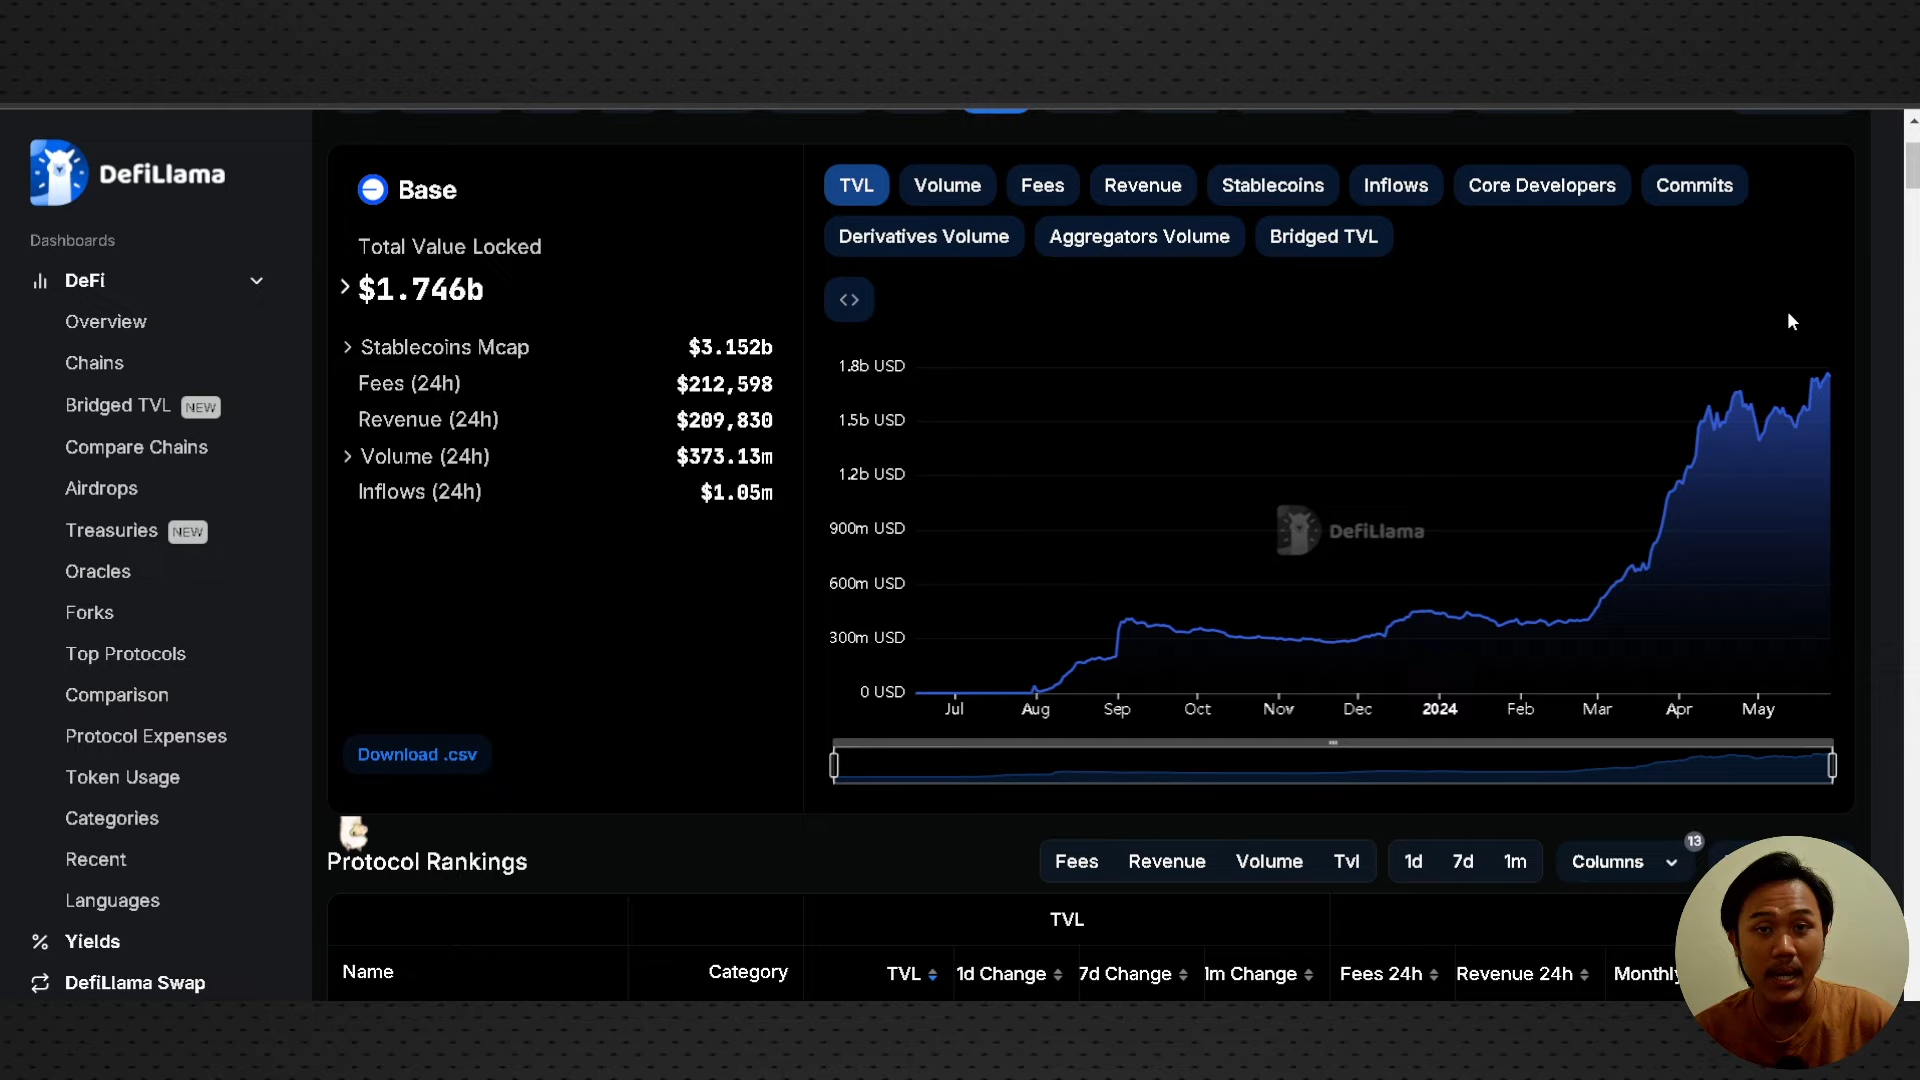 DefiLlama
Dashboards
DeFi
Overview
Chains
Bridged TVL NEW
Compare Chains
Airdrops
Treasuries NEW
Oracles
Forks
Top Protocols
Comparison
Protocol Expenses
Token Usage
Categories
Recent
Languages
Yields
DefiLlama Swap
Base
Total Value Locked
$1.746b
Stablecoins Mcap $3.152b
Fees (24h) $212,598
Revenue (24h) $209,830
Volume (24h) $373.13m
Inflows (24h) $1.05m
Download .csv
TVL Volume Fees Revenue Stablecoins Inflows Core Developers Commits
Derivatives Volume Aggregators Volume Bridged TVL
1.8b USD
1.5b USD
1.2b USD
900m USD
600m USD
300m USD
0 USD
DefiLlama
Jul Aug Sep Oct Nov Dec 2024 Feb Mar Apr May
Protocol Rankings
Fees Revenue Volume Tvl 1d 7d 1m Columns 13
TVL
Name Category TVL 1d Change 7d Change 1m Change Fees 24h Revenue 24h Monthly